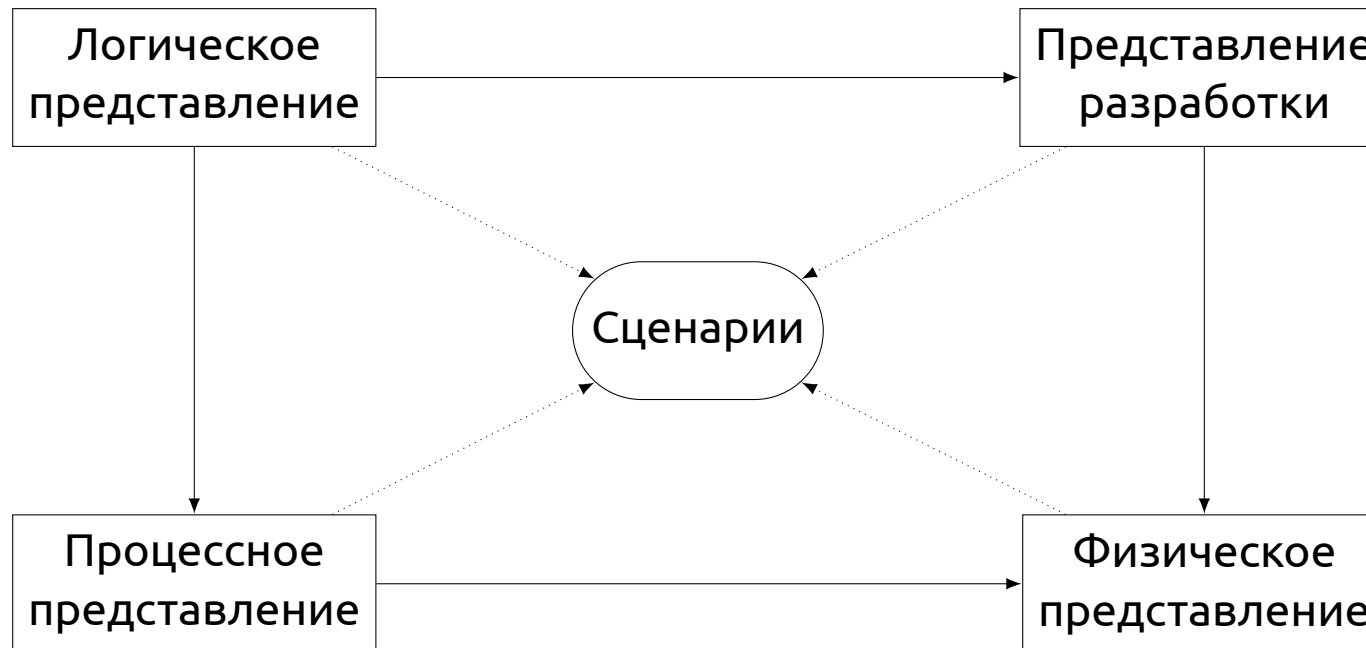 Логическое
представление
Представление
разработки
Сценарии
Процессное
представление
Физическое
представление